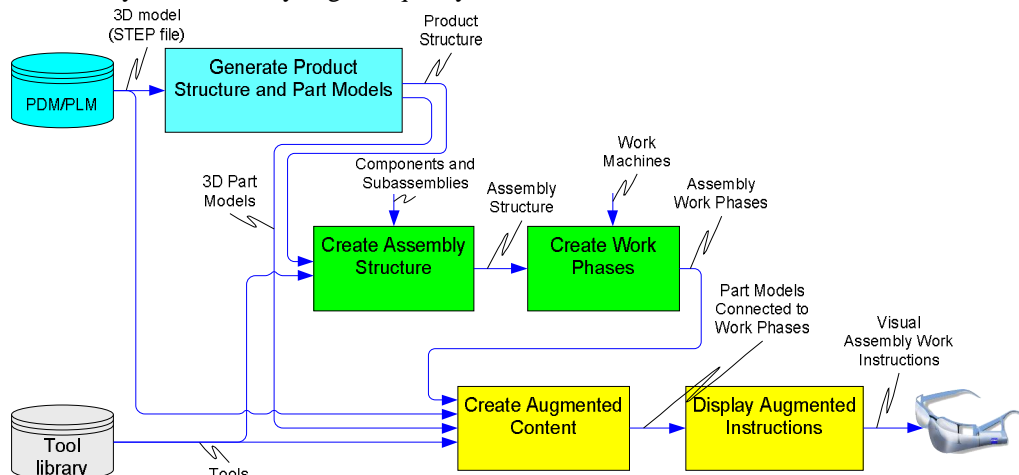 3D model
(STEP file)
Product
Structure
Generate Product
Structure and Part Models
PDM/PLM
Work
Machines
Components and
Subassemblies
3D Part
Models
Assembly
Structure
Assembly
Work Phases
Create Assembly
Structure
Create Work
Phases
Part Models
Connected to
Work Phases
Visual
Assembly Work
Instructions
Create Augmented
Content
Display Augmented
Instructions
Tool
library
Tools